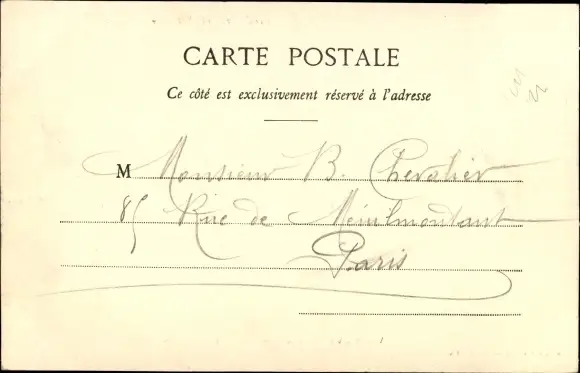 CARTE POSTALE
Ce côté est exclusivement réservé à l'adresse
M Monsieur B. Chevalier
85 Rue de Ménilmontant
Paris